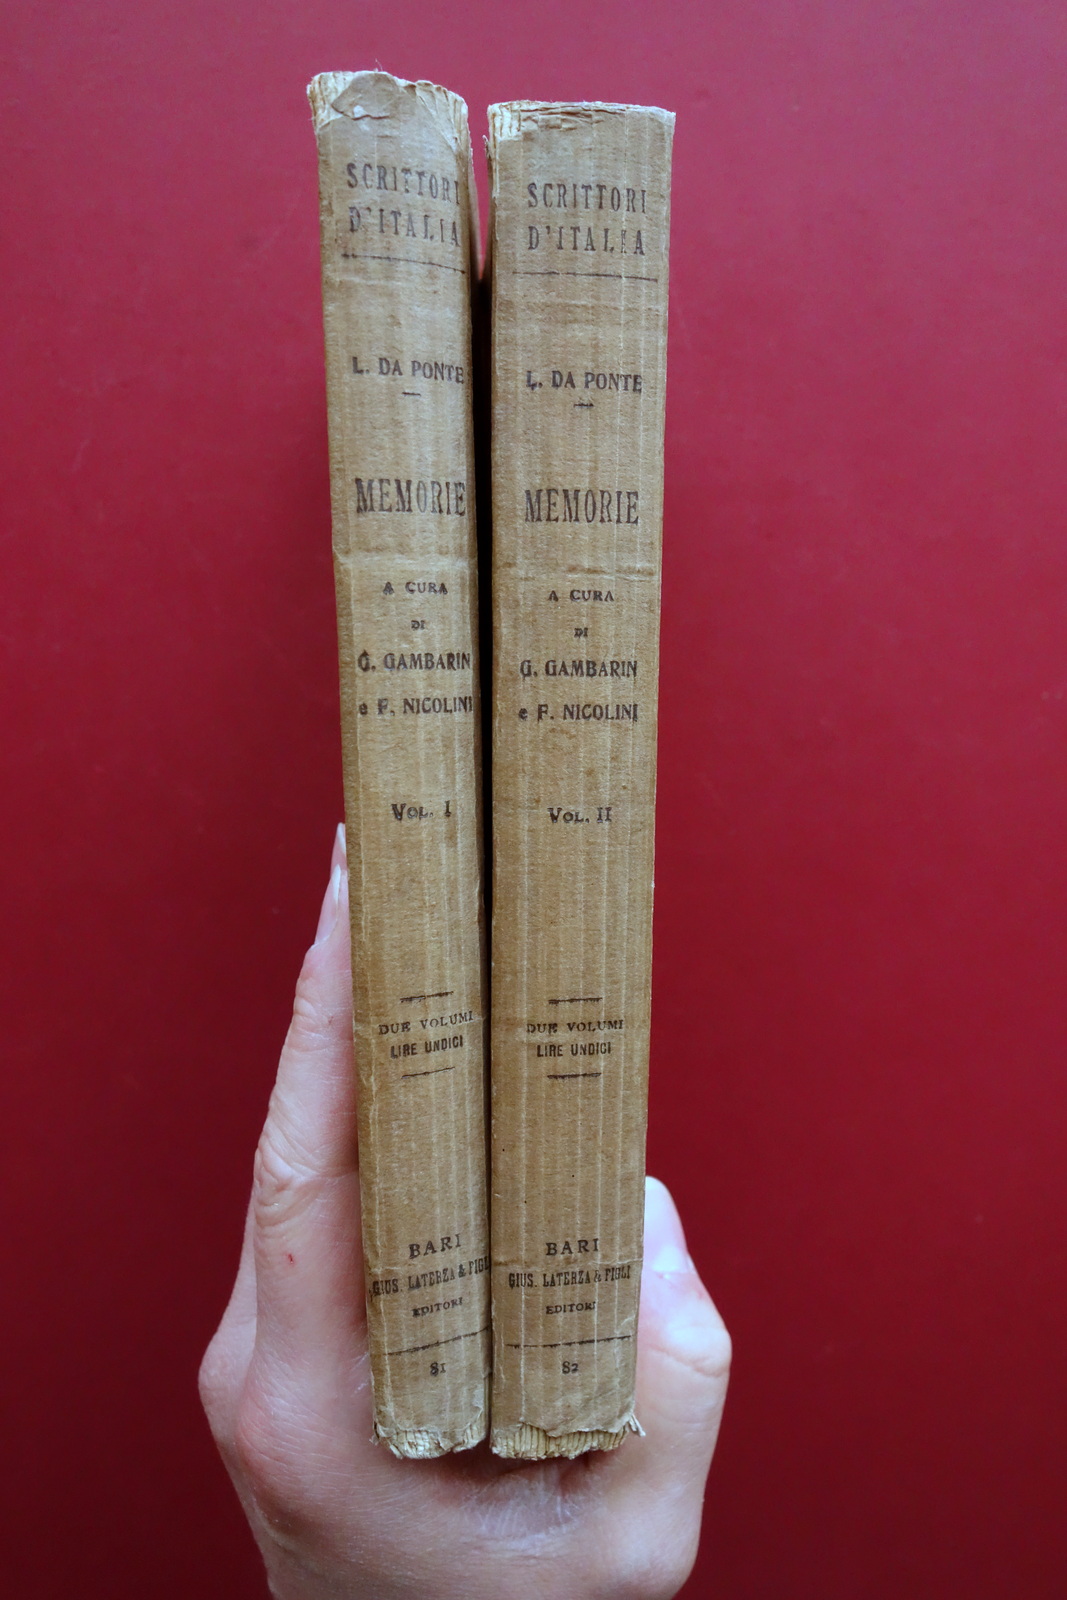 SCRITTORI
D'ITALIA
L. DA PONTE
MEMORIE
A CURA
DI
G. GAMBARIN
e F. NICOLINI
VOL. I
DUE VOLUMI
LIRE UNDICI
BARI
GIUS. LATERZA & FIGLI
EDITORI
81
SCRITTORI
D'ITALIA
L. DA PONTE
MEMORIE
A CURA
DI
G. GAMBARIN
e F. NICOLINI
VOL. II
DUE VOLUMI
LIRE UNDICI
BARI
GIUS. LATERZA & FIGLI
EDITORI
82